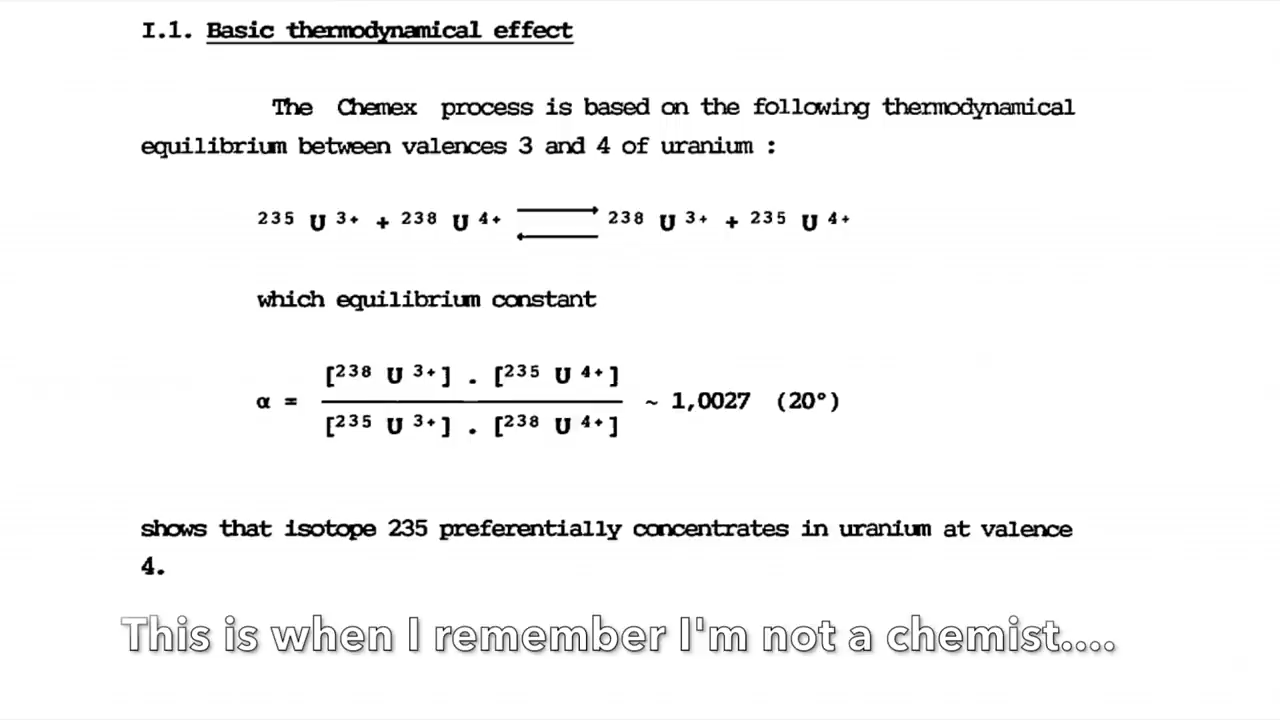 I.1. Basic thermodynamical effect
The Chemex process is based on the following thermodynamical
equilibrium between valences 3 and 4 of uranium :
235 U 3+ + 238 U 4+ ⇄ 238 U 3+ + 235 U 4+
which equilibrium constant
[238 U 3+] . [235 U 4+]
α = ~ 1,0027 (20°)
[235 U 3+] . [238 U 4+]
shows that isotope 235 preferentially concentrates in uranium at valence
4.
This is when I remember I'm not a chemist....